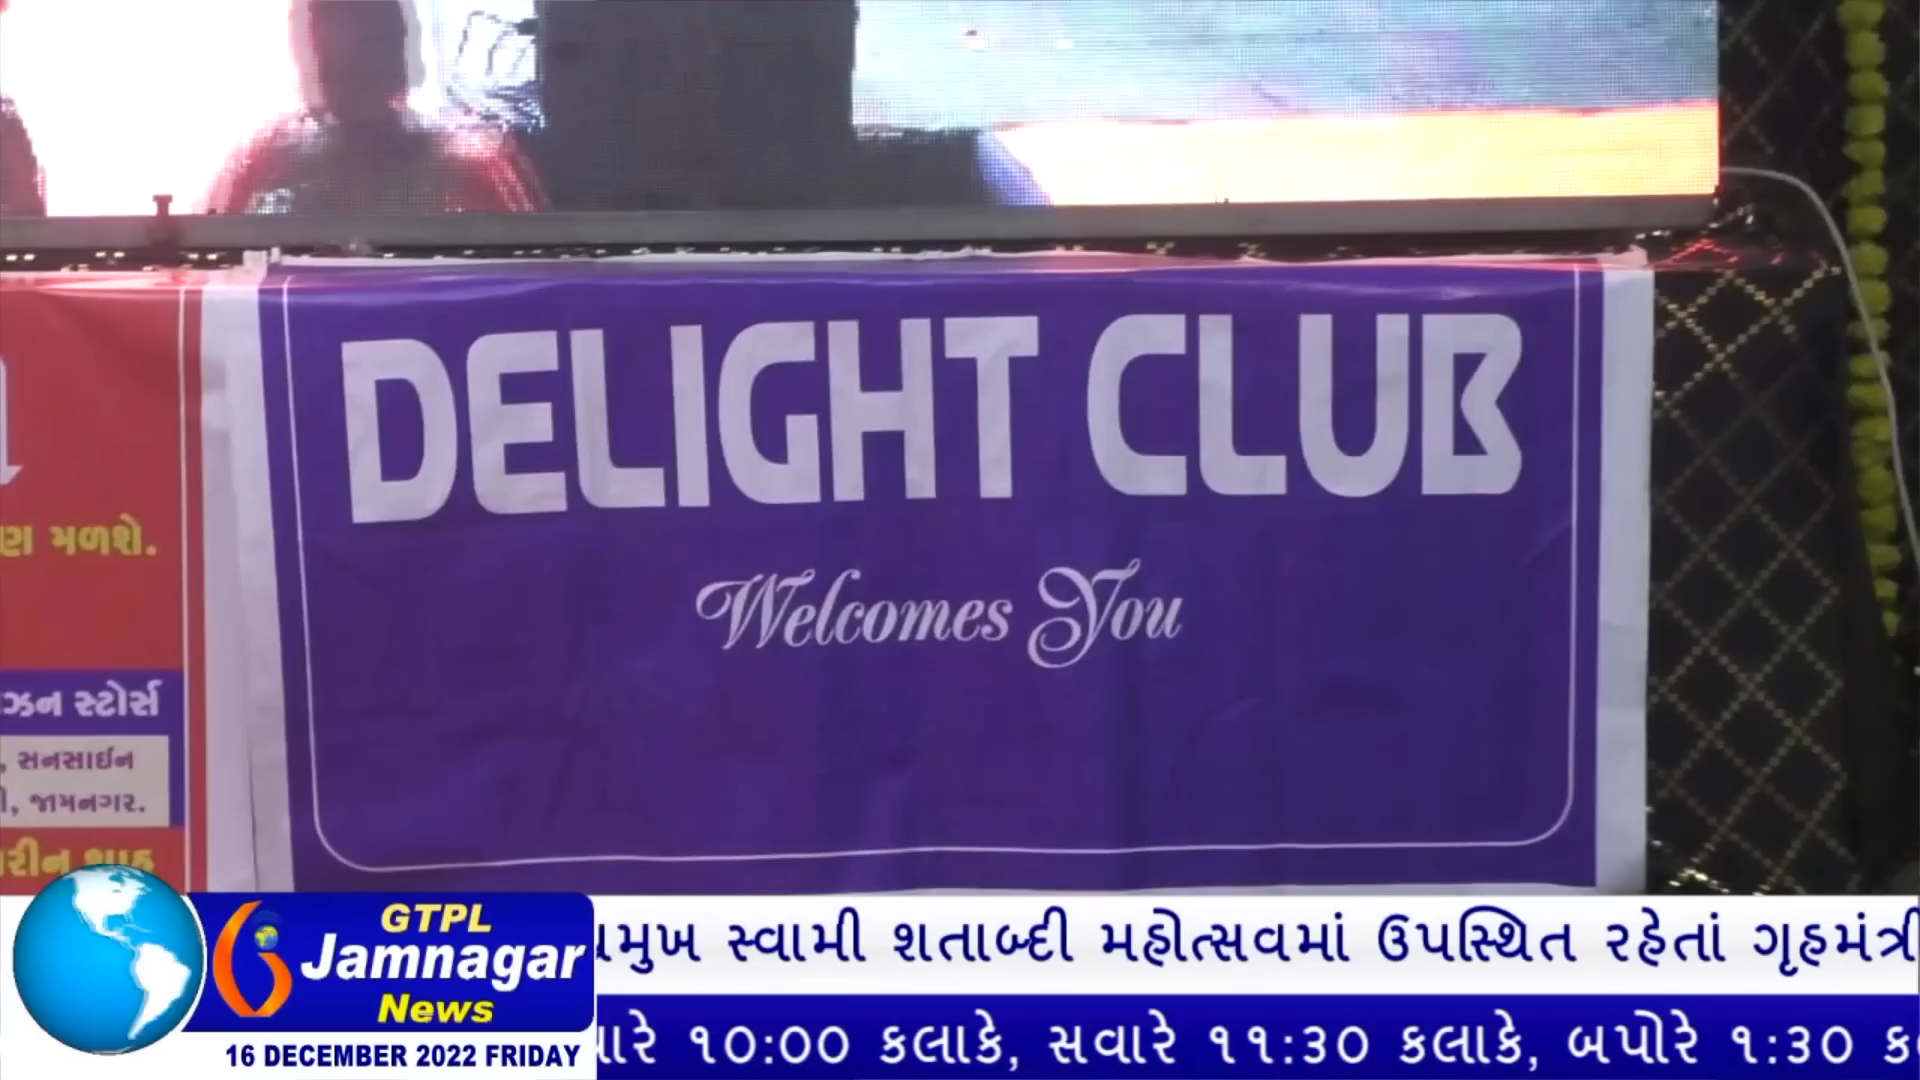 DELIGHT CLUB
Welcomes You
મળશે.
સ્ટોર્સ
, સનસાઈન
, જામનગર.
શાહ
GTPL
Jamnagar
News
16 DECEMBER 2022 FRIDAY
સ્વામી શતાબ્દી મહોત્સવમાં ઉપસ્થિત રહેતાં ગૃહમંત્રી
૧૦:૦૦ કલાકે, સવારે ૧૧:૩૦ કલાકે, બપોરે ૧:૩૦